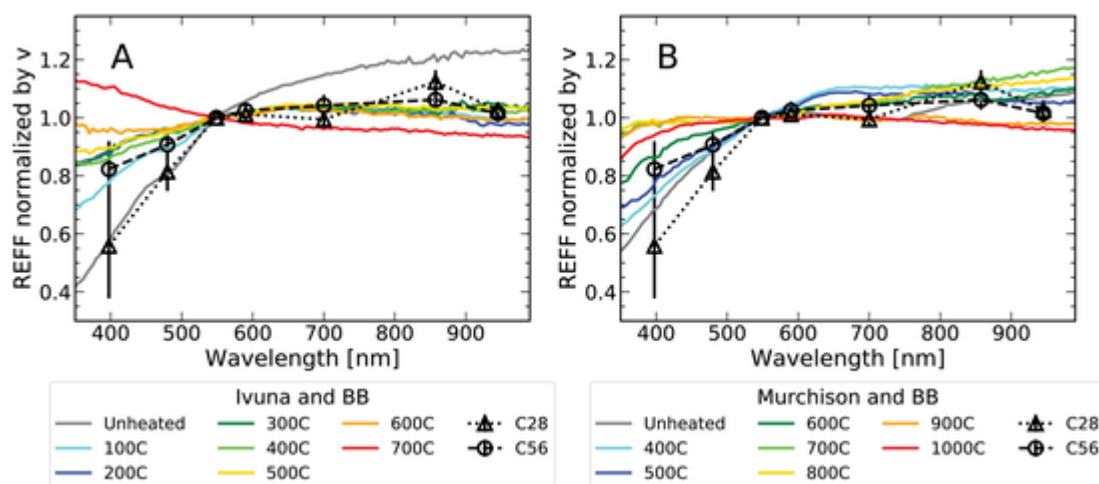 A
REFF normalized by v
1.2
1.0
0.8
0.6
0.4
400 500 600 700 800 900
Wavelength [nm]
B
REFF normalized by v
1.2
1.0
0.8
0.6
0.4
400 500 600 700 800 900
Wavelength [nm]
Ivuna and BB
Unheated 300C 600C C28
100C 400C 700C C56
200C 500C
Murchison and BB
Unheated 600C 900C C28
400C 700C 1000C C56
500C 800C